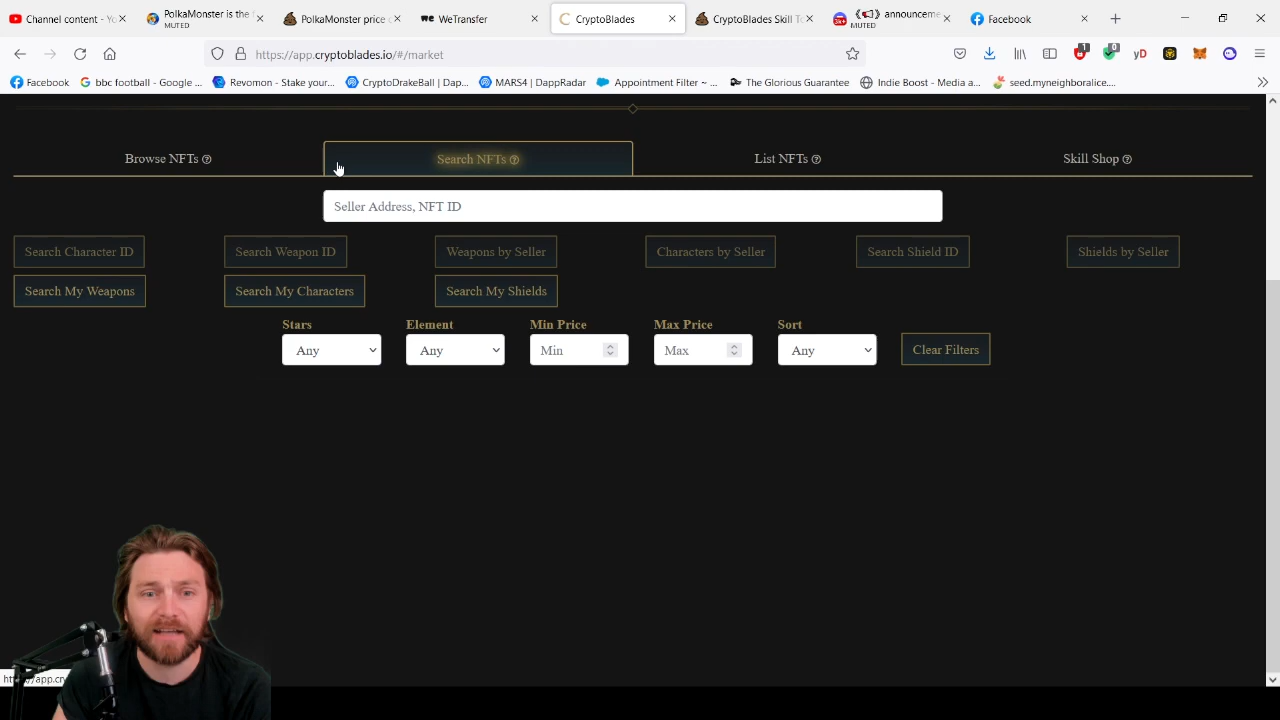 Channel content - Yo
PolkaMonster is the f
MUTED
PolkaMonster price c
WeTransfer
CryptoBlades
CryptoBlades Skill T
announceme
MUTED
Facebook
https://app.cryptoblades.io/#/market
1
0
yD
Facebook
bbc football - Google ...
Revomon - Stake your...
CryptoDrakeBall | Dap...
MARS4 | DappRadar
Appointment Filter ~ ...
The Glorious Guarantee
Indie Boost - Media a...
seed.myneighboralice....
Browse NFTs
Search NFTs
List NFTs
Skill Shop
Seller Address, NFT ID
Search Character ID
Search Weapon ID
Weapons by Seller
Characters by Seller
Search Shield ID
Shields by Seller
Search My Weapons
Search My Characters
Search My Shields
Stars
Element
Min Price
Max Price
Sort
Any
Any
Min
Max
Any
Clear Filters